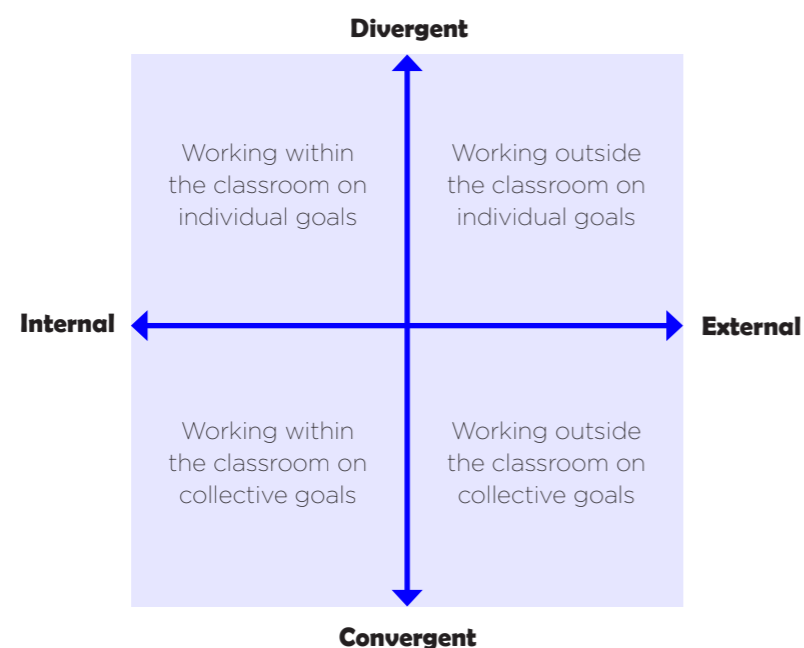 Divergent
Working within
the classroom on
individual goals
Working outside
the classroom on
individual goals
Internal
External
Working within
the classroom on
collective goals
Working outside
the classroom on
collective goals
Convergent